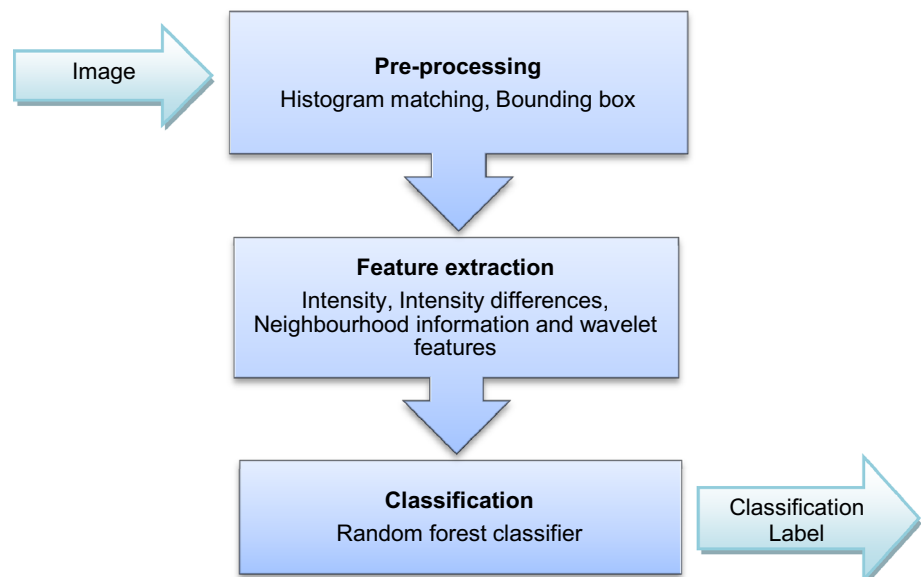 Image
Pre-processing
Histogram matching, Bounding box
Feature extraction
Intensity, Intensity differences,
Neighbourhood information and wavelet
features
Classification
Random forest classifier
Classification
Label